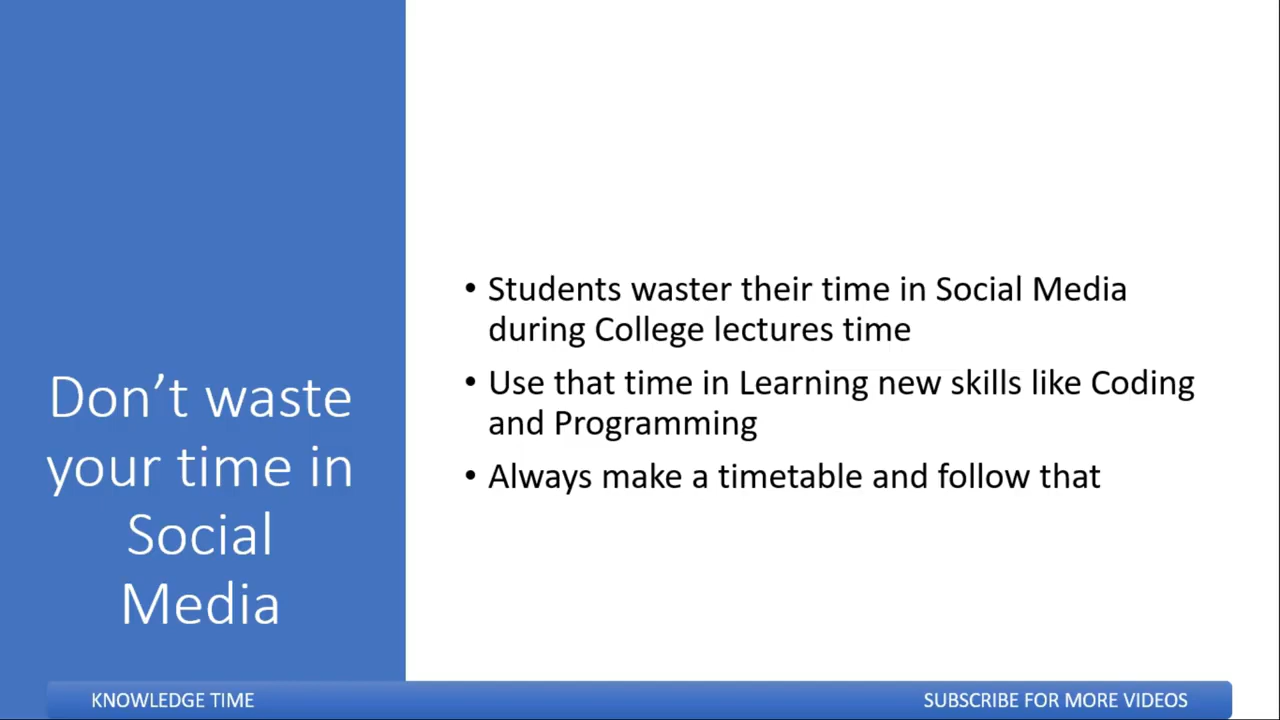 Don’t waste
your time in
Social
Media
• Students waster their time in Social Media
during College lectures time
• Use that time in Learning new skills like Coding
and Programming
• Always make a timetable and follow that
KNOWLEDGE TIME
SUBSCRIBE FOR MORE VIDEOS